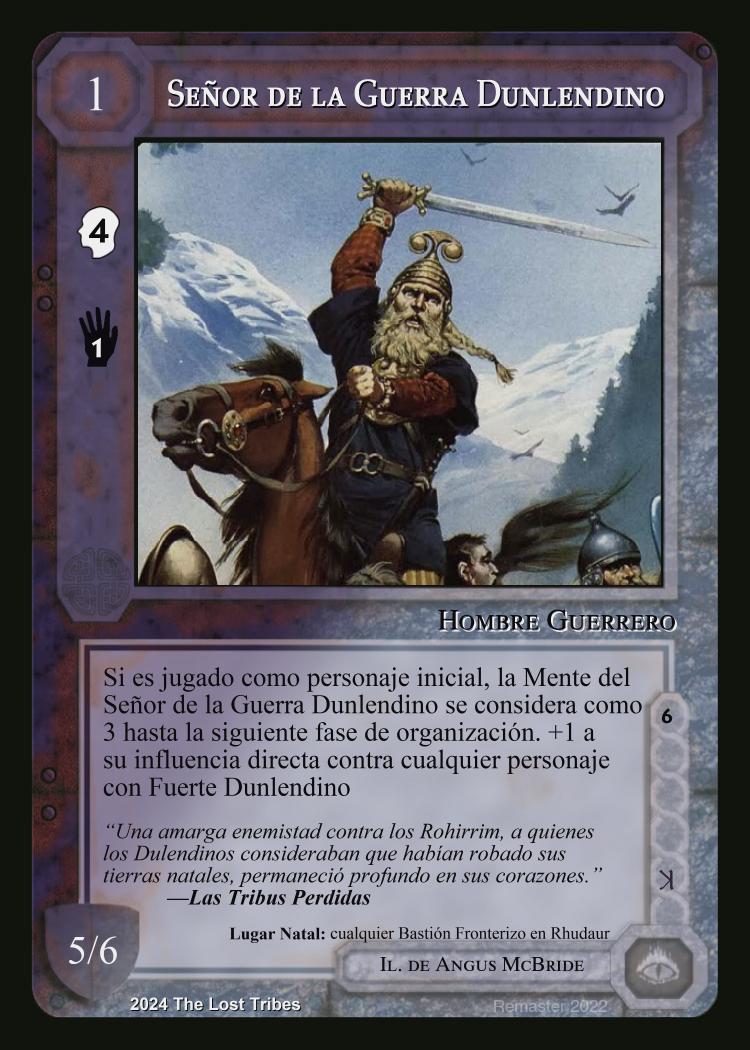 1
Señor de la Guerra Dunlendino
4
1
Hombre Guerrero
Si es jugado como personaje inicial, la Mente del
Señor de la Guerra Dunlendino se considera como
3 hasta la siguiente fase de organización. +1 a
su influencia directa contra cualquier personaje
con Fuerte Dunlendino
6
“Una amarga enemistad contra los Rohirrim, a quienes
los Dulendinos consideraban que habían robado sus
tierras natales, permaneció profundo en sus corazones.”
—Las Tribus Perdidas
Lugar Natal: cualquier Bastión Fronterizo en Rhudaur
5/6
Il. de Angus McBride
2024 The Lost Tribes
Remaster 2022